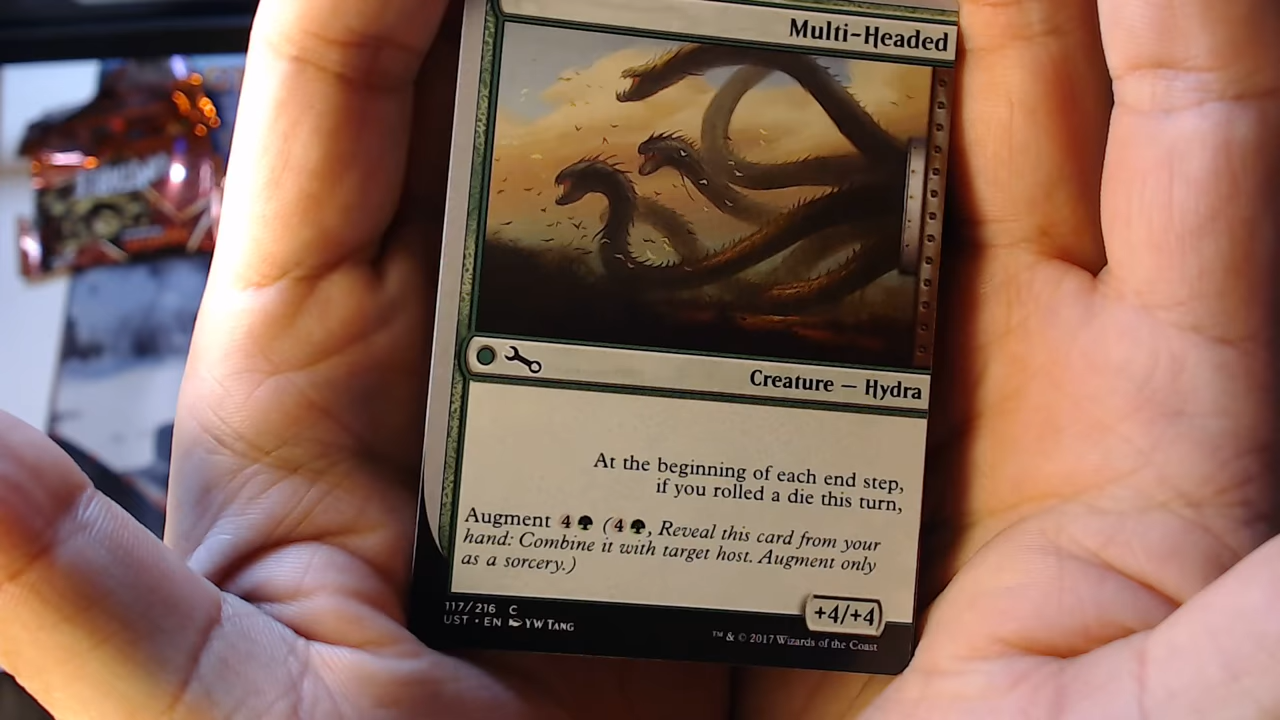 Multi-Headed
Creature — Hydra
At the beginning of each end step,
if you rolled a die this turn,
Augment 4 (4, Reveal this card from your
hand: Combine it with target host. Augment only
as a sorcery.)
+4/+4
117/216 C
UST • EN YW Tang
™ & © 2017 Wizards of the Coast